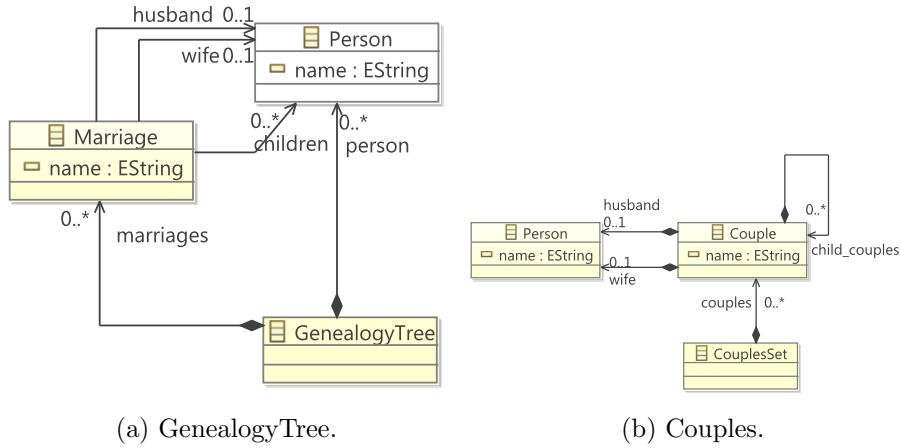 husband 0..1
Person
wife 0..1
name : EString
0..*
0..*
children
person
Marriage
name : EString
0..*
marriages
GenealogyTree
husband
0..1
0..*
Person
Couple
name : EString
name : EString
child_couples
0..1
wife
couples
0..*
CouplesSet
(a) GenealogyTree.
(b) Couples.